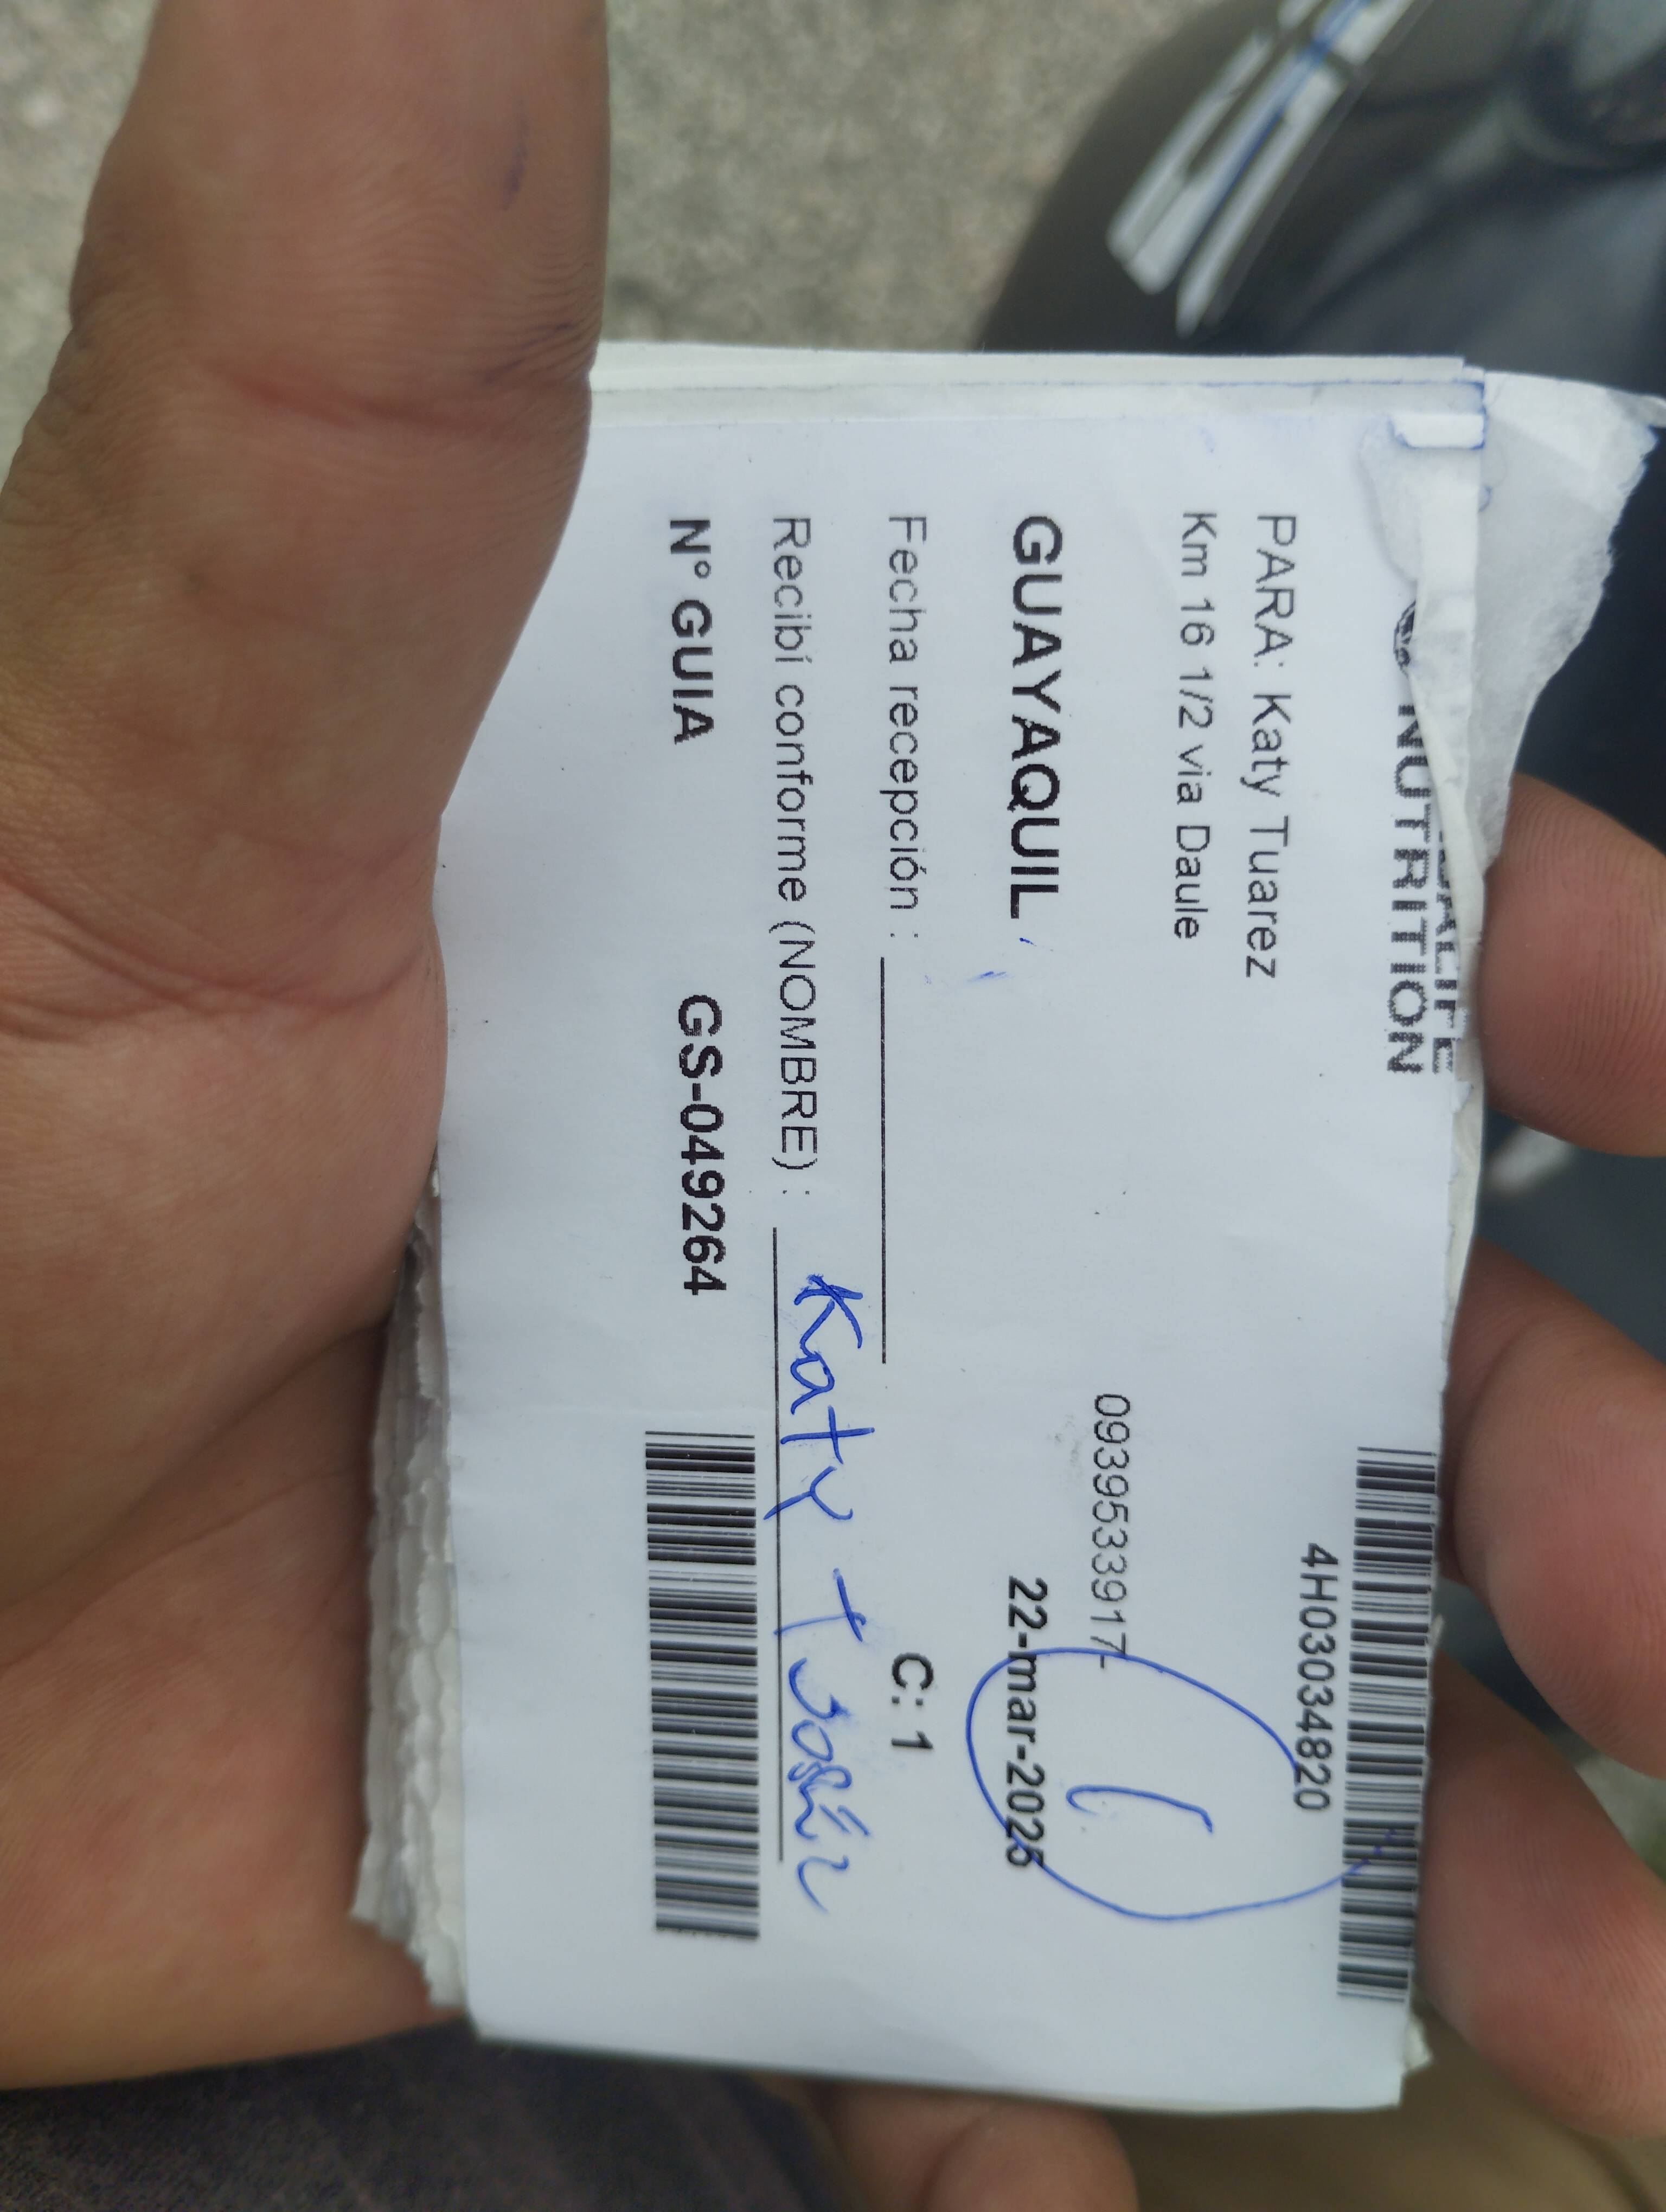 NUTRITION
4H03034820
PARA: Katy Tuarez
Km 16 1/2 via Daule
0939533917
GUAYAQUIL
22-mar-2026
Fecha recepción :
C: 1
Recibí conforme (NOMBRE) : Katy t
N° GUIA GS-049264